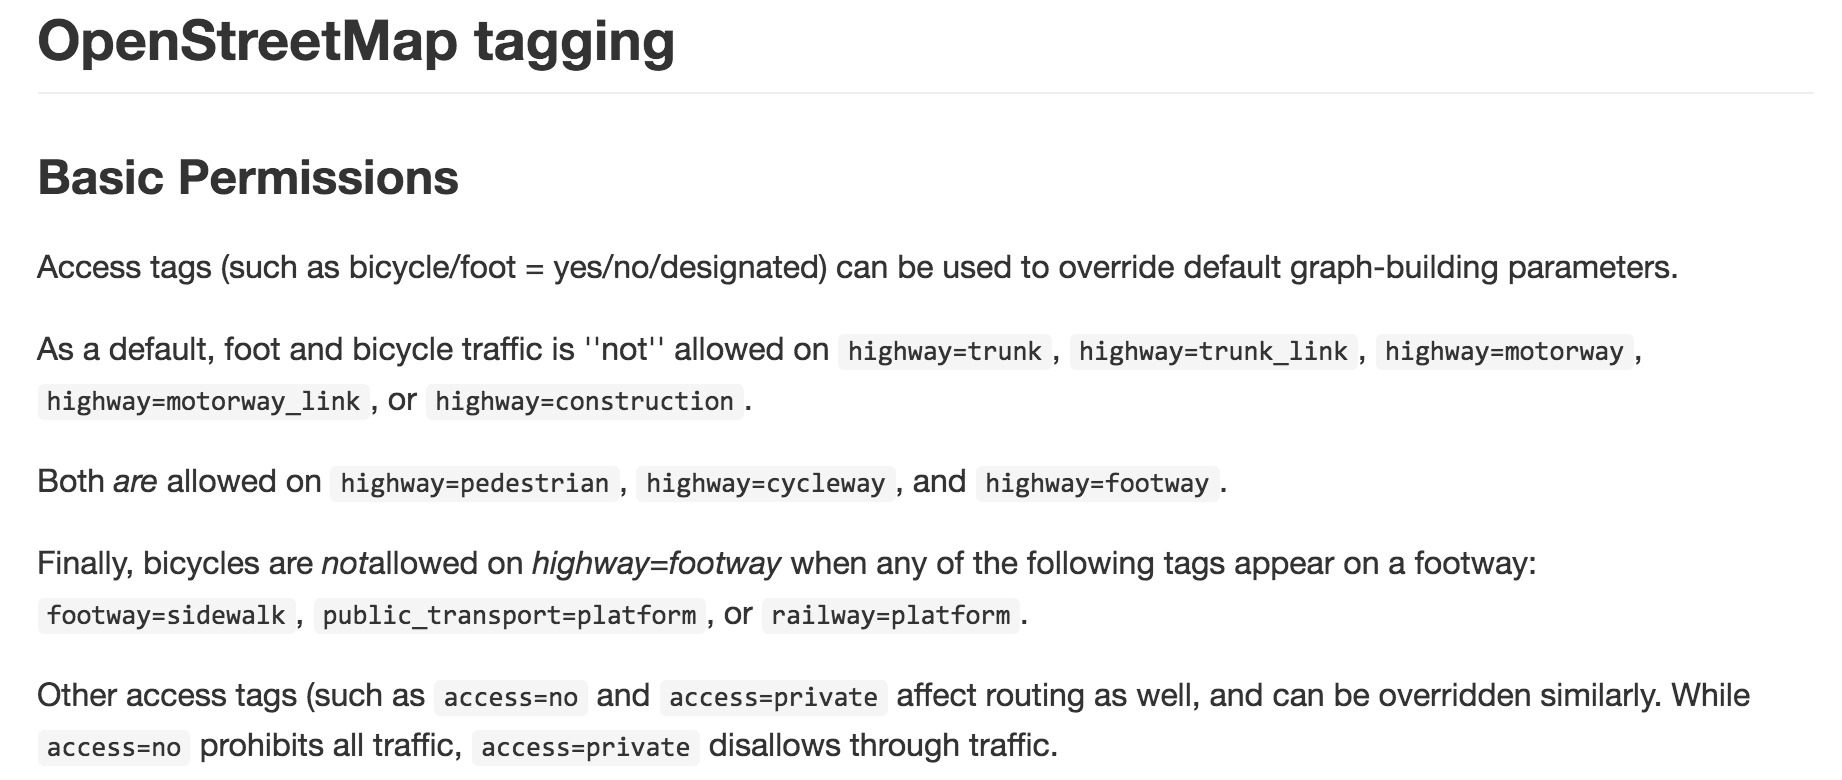 OpenStreetMap tagging
Basic Permissions
Access tags (such as bicycle/foot = yes/no/designated) can be used to override default graph-building parameters.
As a default, foot and bicycle traffic is ''not'' allowed on highway=trunk, highway=trunk_link, highway=motorway,
highway=motorway_link, or highway=construction.
Both are allowed on highway=pedestrian, highway=cycleway, and highway=footway.
Finally, bicycles are notallowed on highway=footway when any of the following tags appear on a footway:
footway=sidewalk, public_transport=platform, or railway=platform.
Other access tags (such as access=no and access=private affect routing as well, and can be overridden similarly. While
access=no prohibits all traffic, access=private disallows through traffic.